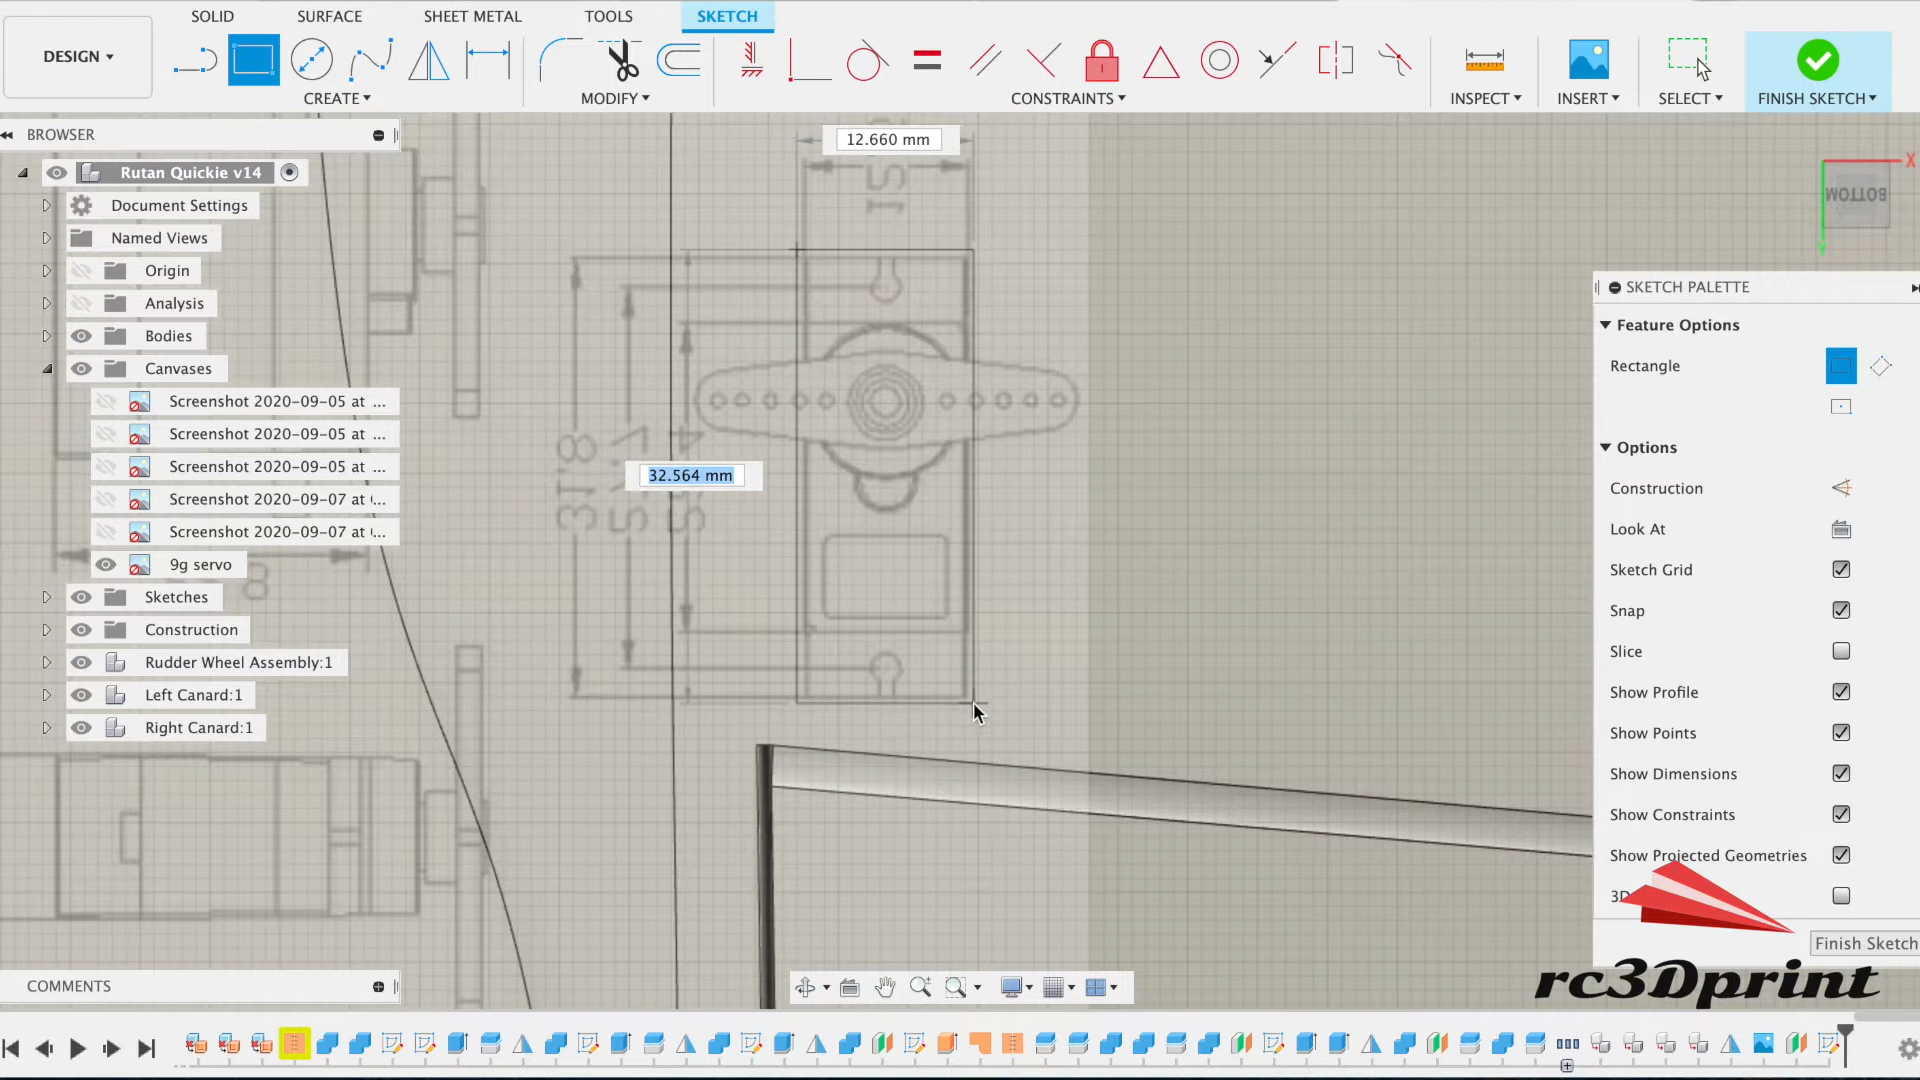 SOLID
SURFACE
SHEET METAL
TOOLS
SKETCH
DESIGN
CREATE
MODIFY
CONSTRAINTS
INSPECT
INSERT
SELECT
FINISH SKETCH
BROWSER
12.660 mm
Rutan Quickie v14
Document Settings
Named Views
Origin
Analysis
Bodies
Canvases
Screenshot 2020-09-05 at ...
Screenshot 2020-09-05 at ...
Screenshot 2020-09-05 at ...
Screenshot 2020-09-07 at ...
Screenshot 2020-09-07 at ...
9g servo
Sketches
Construction
Rudder Wheel Assembly:1
Left Canard:1
Right Canard:1
32.564 mm
31'8
X
BOTTOM
Y
SKETCH PALETTE
Feature Options
Rectangle
Options
Construction
Look At
Sketch Grid
Snap
Slice
Show Profile
Show Points
Show Dimensions
Show Constraints
Show Projected Geometries
3D
Finish Sketch
rc3Dprint
COMMENTS